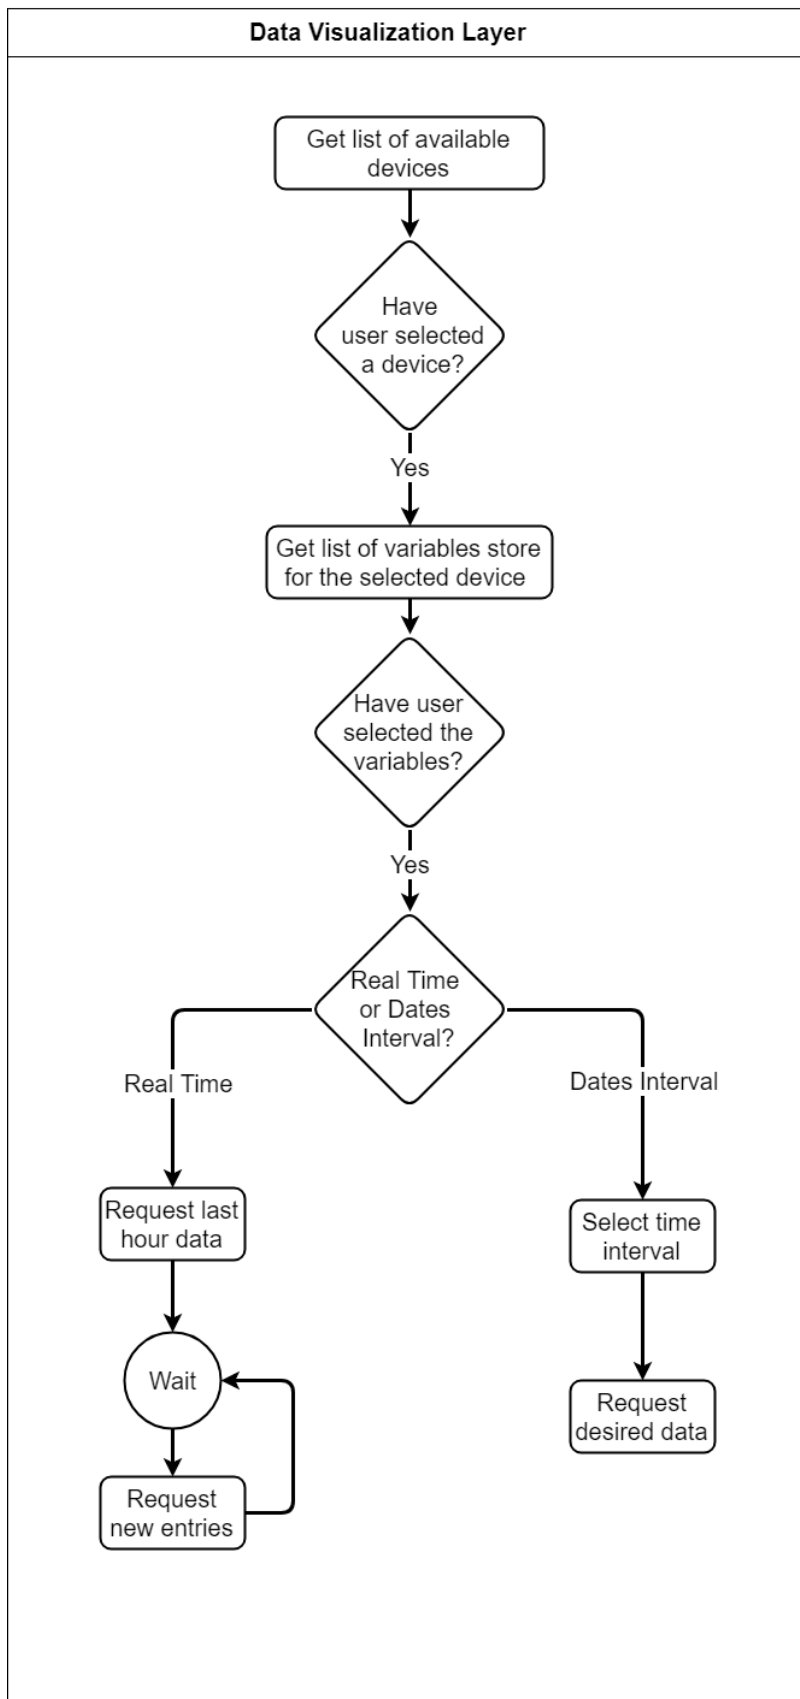 Data Visualization Layer
Get list of available
devices
Have
user selected
a device?
Yes
Get list of variables store
for the selected device
Have user
selected the
variables?
Yes
Real Time
or Dates
Interval?
Real Time
Dates Interval
Request last
hour data
Select time
interval
Wait
Request
desired data
Request
new entries